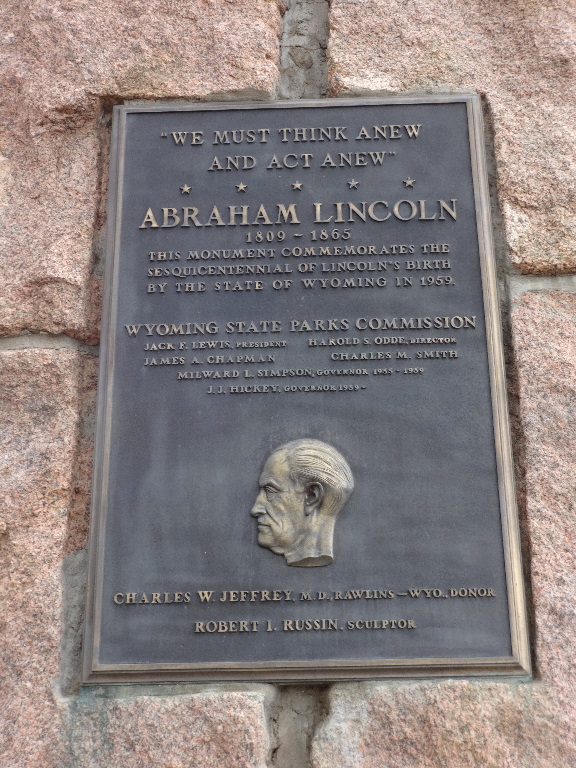 "WE MUST THINK ANEW
AND ACT ANEW"
ABRAHAM LINCOLN
1809 ~ 1865
THIS MONUMENT COMMEMORATES THE
SESQUICENTENNIAL OF LINCOLN'S BIRTH
BY THE STATE OF WYOMING IN 1959.
WYOMING STATE PARKS COMMISSION
JACK F. LEWIS, PRESIDENT HAROLD S. ODDE, DIRECTOR
JAMES A. CHAPMAN CHARLES M. SMITH
MILWARD L. SIMPSON, GOVERNOR 1955 - 1959
J. J. HICKEY, GOVERNOR 1959 -
CHARLES W. JEFFREY, M. D., RAWLINS - WYO., DONOR
ROBERT I. RUSSIN, SCULPTOR